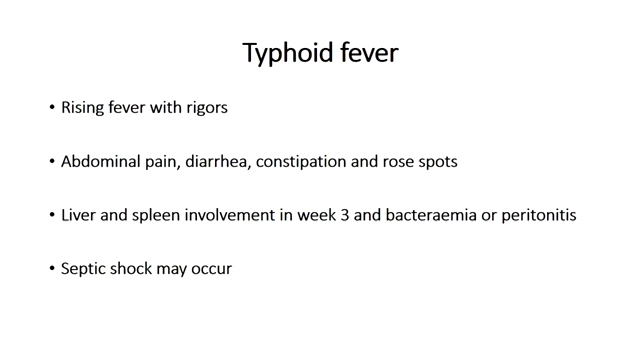 Typhoid fever
• Rising fever with rigors
• Abdominal pain, diarrhea, constipation and rose spots
• Liver and spleen involvement in week 3 and bacteraemia or peritonitis
• Septic shock may occur